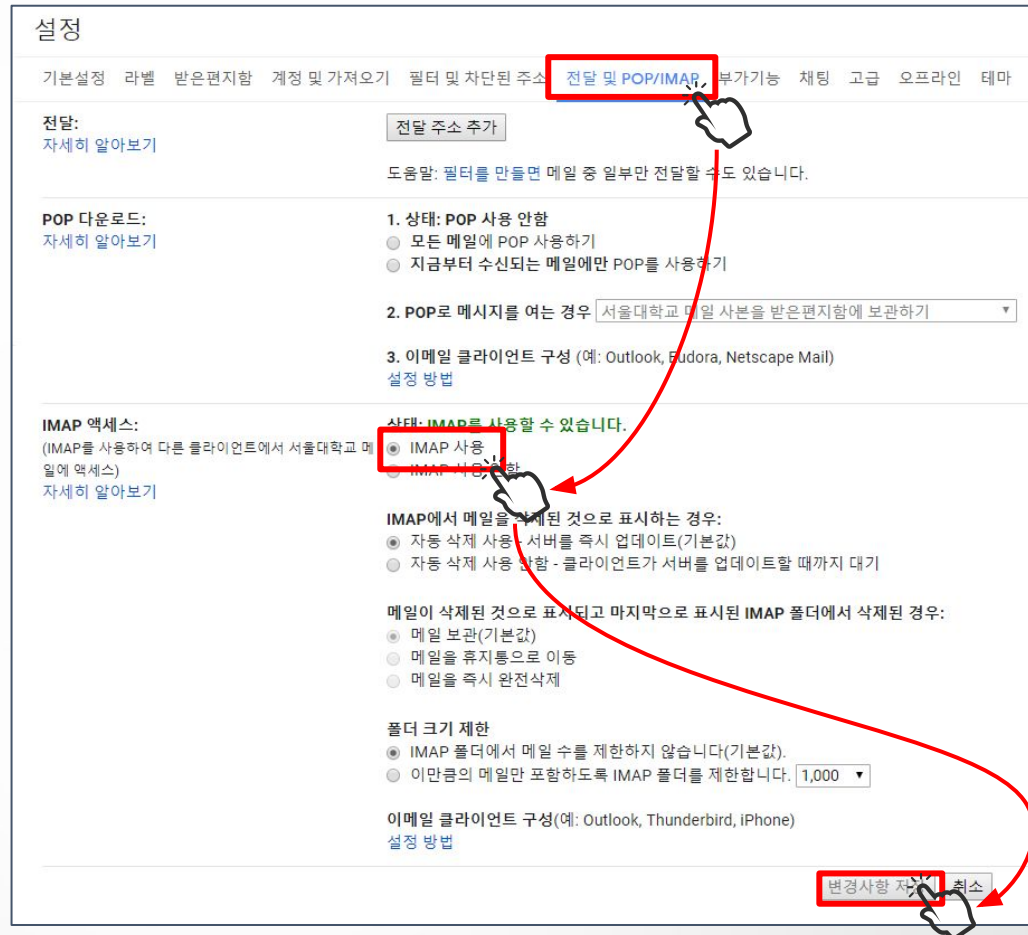 설정
기본설정 라벨 받은편지함 계정 및 가져오기 필터 및 차단된 주소 전달 및 POP/IMAP 부가기능 채팅 고급 오프라인 테마
전달:
자세히 알아보기
전달 주소 추가
도움말: 필터를 만들면 메일 중 일부만 전달할 수도 있습니다.
POP 다운로드:
자세히 알아보기
1. 상태: POP 사용 안함
모든 메일에 POP 사용하기
지금부터 수신되는 메일에만 POP를 사용하기
2. POP로 메시지를 여는 경우 서울대학교 메일 사본을 받은편지함에 보관하기
3. 이메일 클라이언트 구성 (예: Outlook, Eudora, Netscape Mail)
설정 방법
IMAP 액세스:
(IMAP를 사용하여 다른 클라이언트에서 서울대학교 메
일에 액세스)
자세히 알아보기
상태: IMAP를 사용할 수 있습니다.
IMAP 사용
IMAP 사용 안함
IMAP에서 메일을 삭제된 것으로 표시하는 경우:
자동 삭제 사용 - 서버를 즉시 업데이트(기본값)
자동 삭제 사용 안함 - 클라이언트가 서버를 업데이트할 때까지 대기
메일이 삭제된 것으로 표시되고 마지막으로 표시된 IMAP 폴더에서 삭제된 경우:
메일 보관(기본값)
메일을 휴지통으로 이동
메일을 즉시 완전삭제
폴더 크기 제한
IMAP 폴더에서 메일 수를 제한하지 않습니다(기본값).
이만큼의 메일만 포함하도록 IMAP 폴더를 제한합니다. 1,000
이메일 클라이언트 구성(예: Outlook, Thunderbird, iPhone)
설정 방법
변경사항 저장 취소